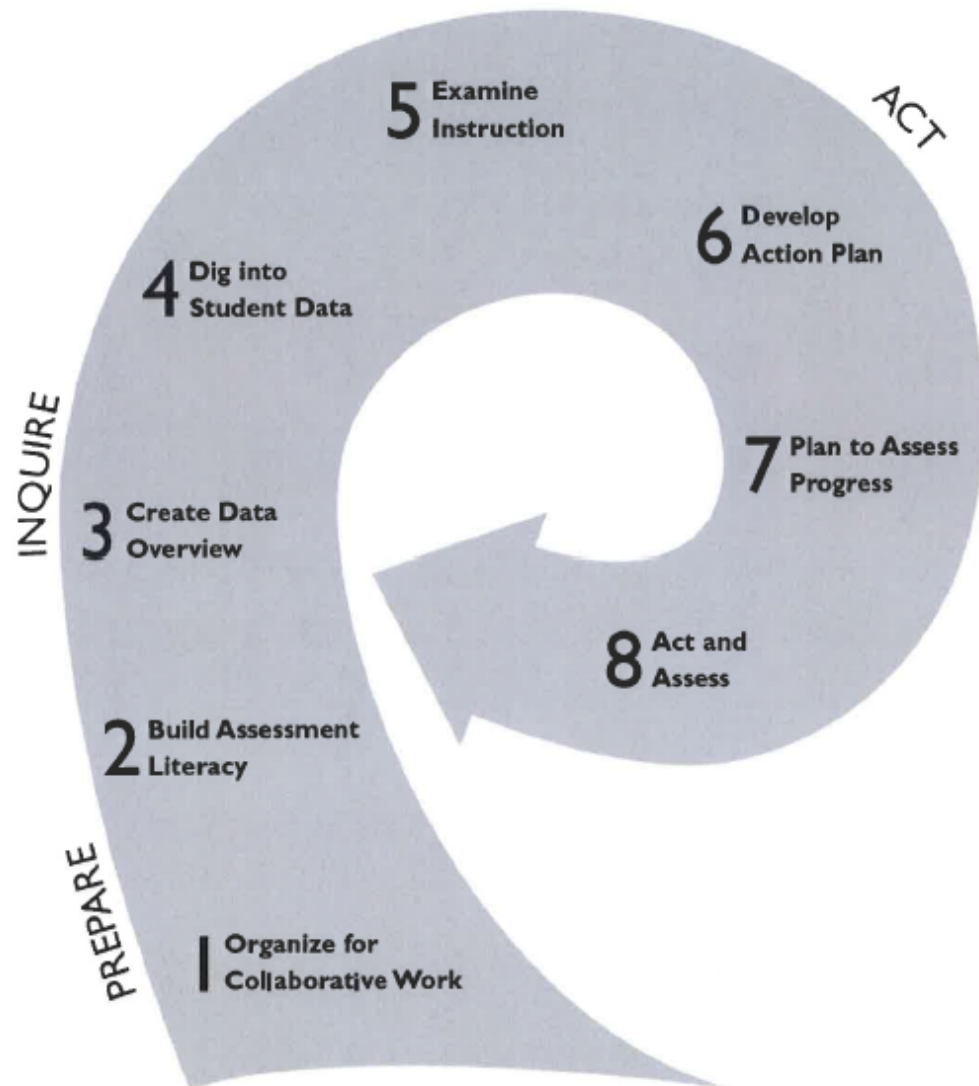 PREPARE
1 Organize for
Collaborative Work
2 Build Assessment
Literacy
INQUIRE
3 Create Data
Overview
4 Dig into
Student Data
5 Examine
Instruction
ACT
6 Develop
Action Plan
7 Plan to Assess
Progress
8 Act and
Assess